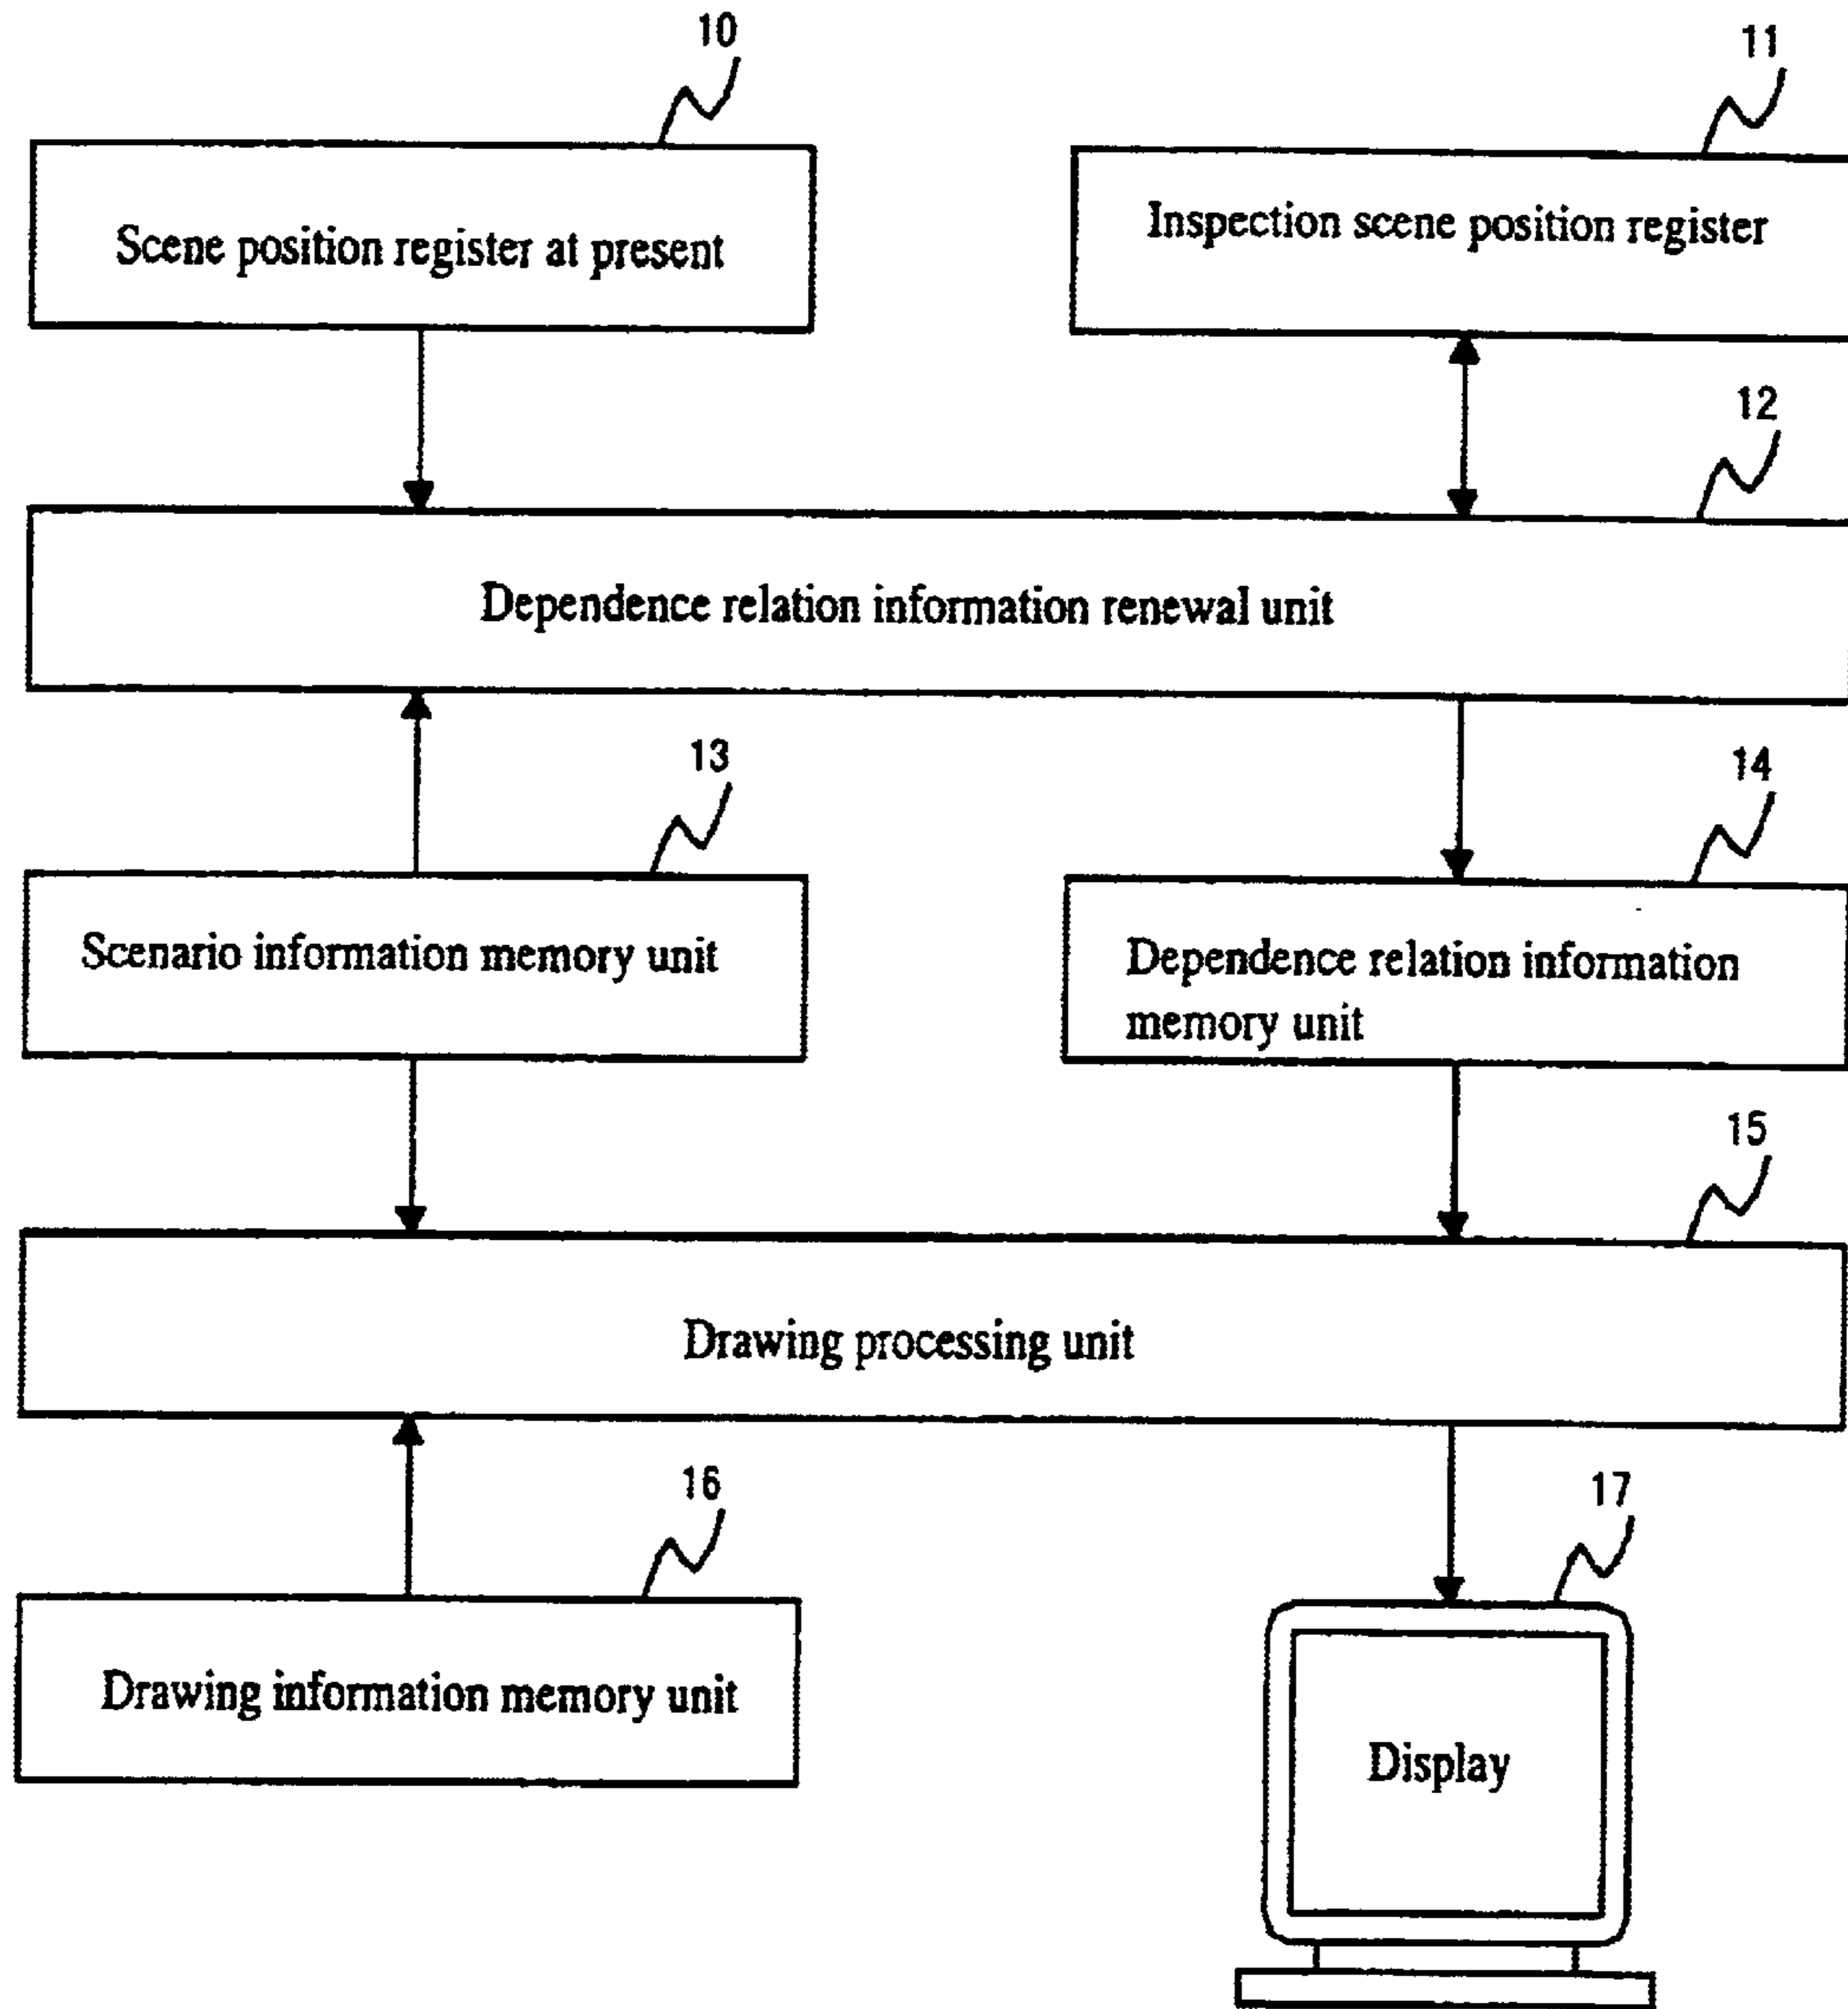 10
11
Scene position register at present
Inspection scene position register
12
Dependence relation information renewal unit
13
14
Scenario information memory unit
Dependence relation information
memory unit
15
Drawing processing unit
16
17
Drawing information memory unit
Display